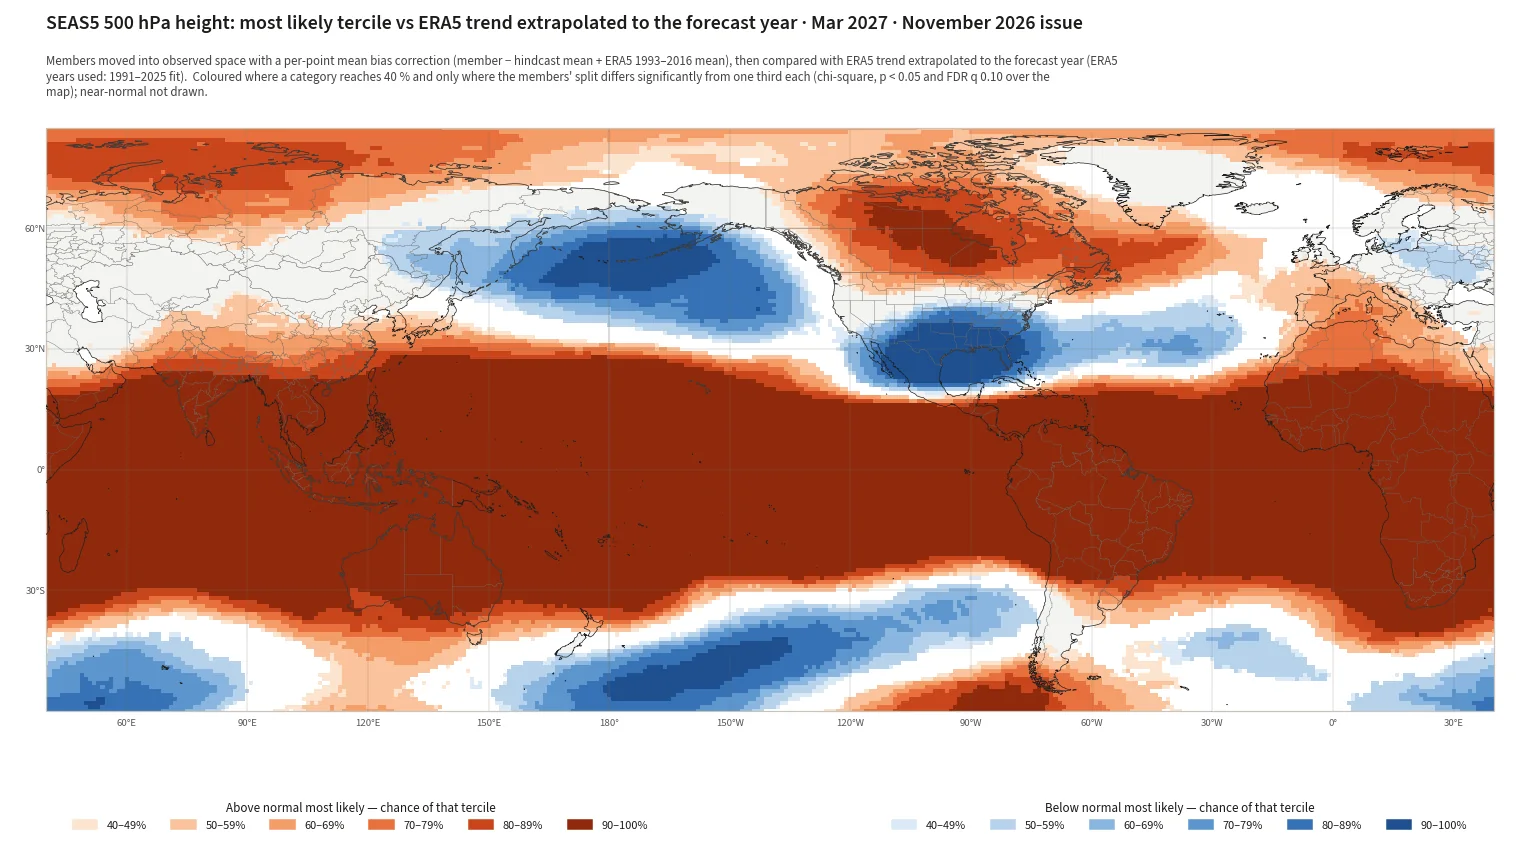 SEAS5 500 hPa height: most likely tercile vs ERA5 trend extrapolated to the forecast year · Mar 2027 · November 2026 issue
Members moved into observed space with a per-point mean bias correction (member − hindcast mean + ERA5 1993–2016 mean), then compared with ERA5 trend extrapolated to the forecast year (ERA5
years used: 1991–2025 fit). Coloured where a category reaches 40 % and only where the members' split differs significantly from one third each (chi-square, p < 0.05 and FDR q 0.10 over the
map); near-normal not drawn.
60°N
30°N
0°
30°S
60°E 90°E 120°E 150°E 180° 150°W 120°W 90°W 60°W 30°W 0° 30°E
Above normal most likely — chance of that tercile
40–49% 50–59% 60–69% 70–79% 80–89% 90–100%
Below normal most likely — chance of that tercile
40–49% 50–59% 60–69% 70–79% 80–89% 90–100%